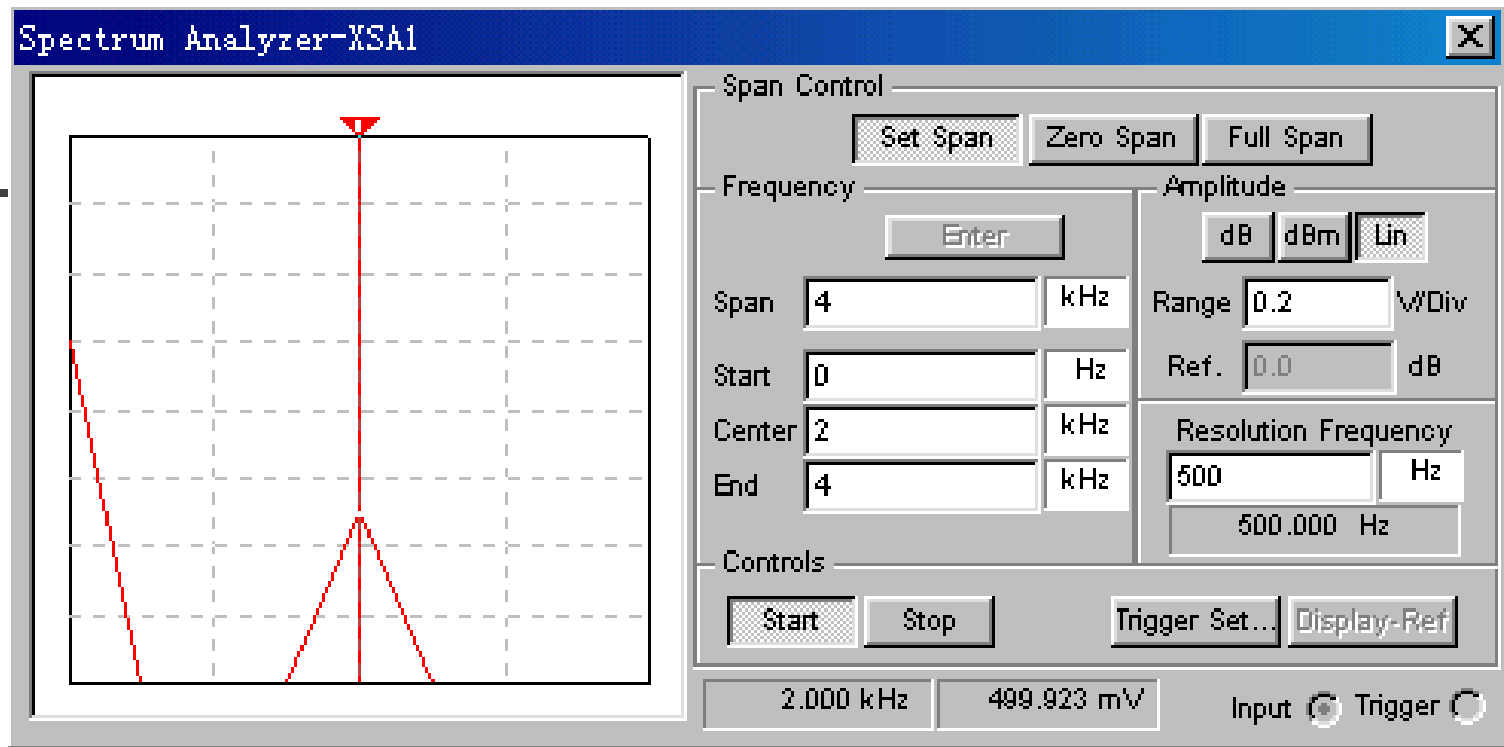 Spectrum Analyzer-XSA1
Span Control
Set Span Zero Span Full Span
Frequency
Enter
Span 4 kHz
Start 0 Hz
Center 2 kHz
End 4 kHz
Amplitude
dB dBm Lin
Range 0.2 V/Div
Ref. 0.0 dB
Resolution Frequency
500 Hz
500.000 Hz
Controls
Start Stop Trigger Set... Display-Ref
2.000 kHz 499.923 mV Input Trigger